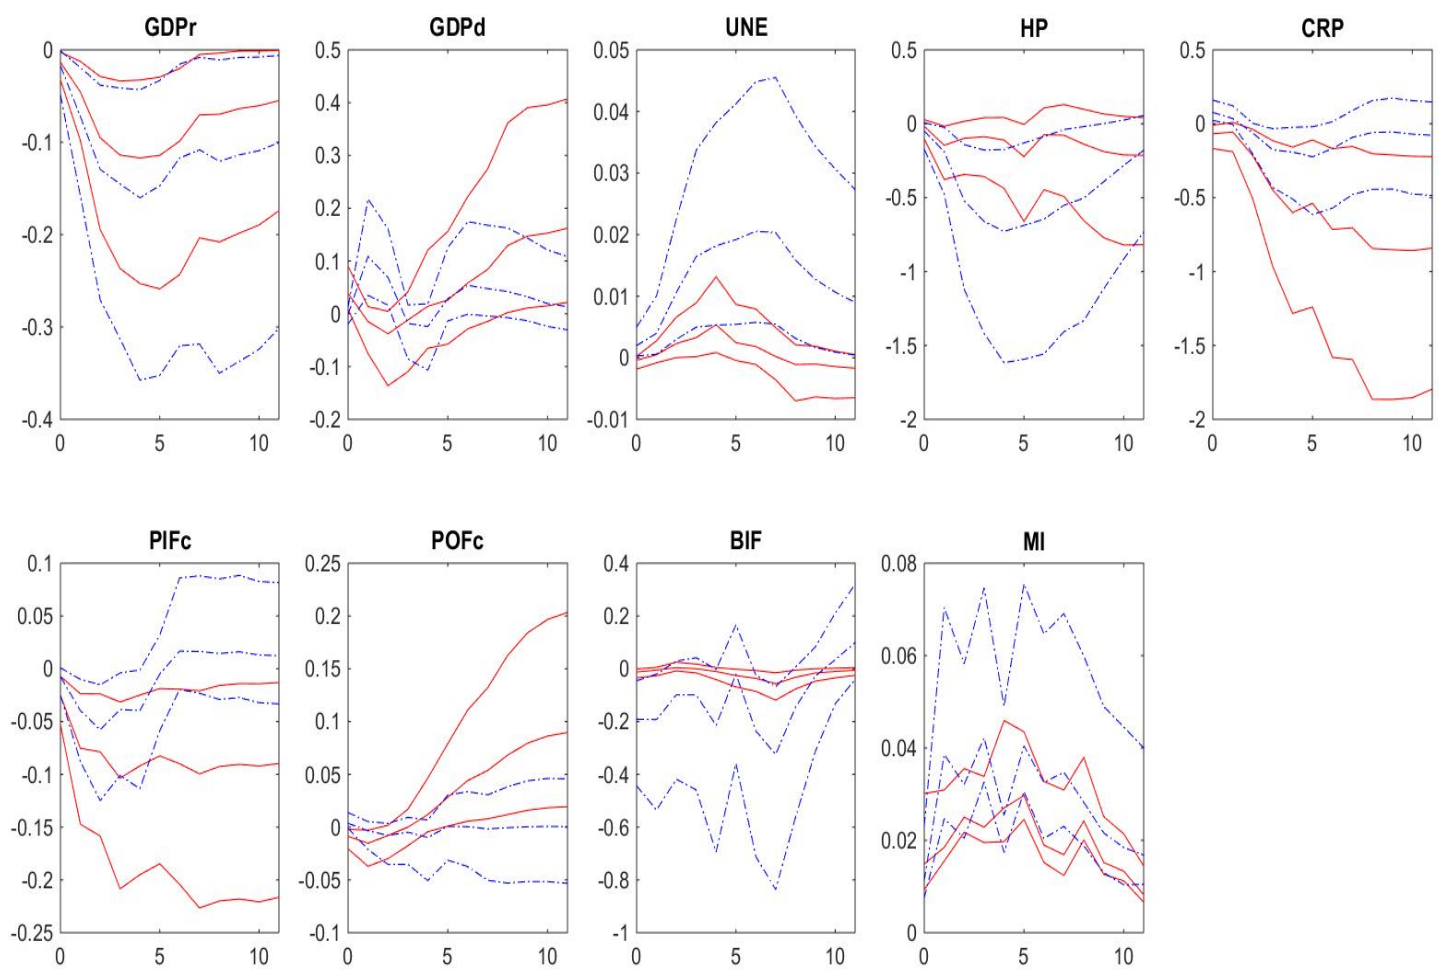 GDPr GDPd UNE HP CRP
0 0.5 0.05 0.5 0.5
0.4 0.04
-0.1 0 0
0.3 0.03
-0.5 -0.5
-0.2 0.2 0.02
0.1 -1 -1
0.01
-0.3 0
-1.5 -1.5
-0.1 0
-0.4 -0.2 -0.01 -2 -2
0 5 10 0 5 10 0 5 10 0 5 10 0 5 10
PIFc POFc BIF MI
0.1 0.25 0.4 0.08
0.05 0.2 0.2
0 0.15 0 0.06
-0.05 0.1 -0.2
0.04
-0.1 0.05 -0.4
-0.15 0 -0.6
0.02
-0.2 -0.05 -0.8
-0.25 -0.1 -1 0
0 5 10 0 5 10 0 5 10 0 5 10